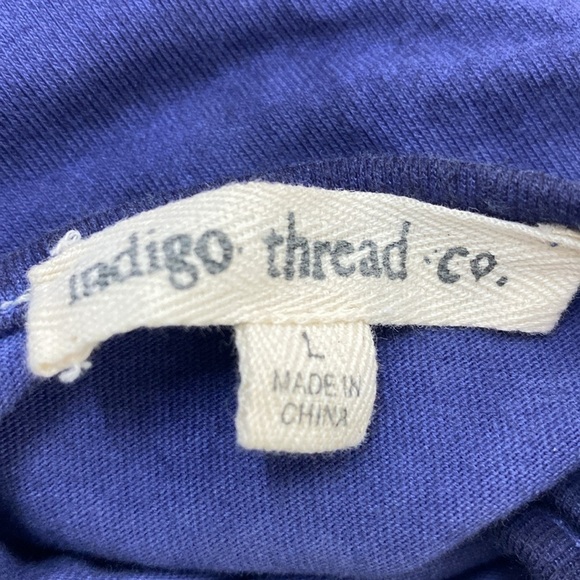 indigo thread co.
L
MADE IN
CHINA